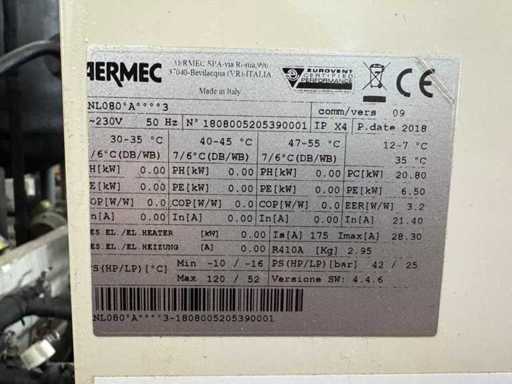 AERMEC
AERMEC SPA-via Roma,996
37040-Bevilacqua (VR)-ITALIA
Made in Italy
EUROVENT
CERTIFIED
PERFORMANCE
CE
NL080°A°°°°3
comm/vers 09
~230V 50 Hz N° 1808005205390001 IP X4 P.date 2018
30-35 °C 40-45 °C 47-55 °C 12-7 °C
7/6°C(DB/WB) 7/6°C(DB/WB) 7/6°C(DB/WB) 35 °C
PH[kW] 0.00 PH[kW] 0.00 PH[kW] 0.00 PC[kW] 20.80
PE[kW] 0.00 PE[kW] 0.00 PE[kW] 0.00 PE[kW] 6.50
COP[W/W] 0.00 COP[W/W] 0.00 COP[W/W] 0.00 EER[W/W] 3.2
In[A] 0.00 In[A] 0.00 In[A] 0.00 In[A] 21.40
RES EL./EL HEATER [kW] 0.00 Is[A] 175 Imax[A] 28.30
RES EL./EL HEIZUNG [A] 0.00 R410A [Kg] 2.95
TS(HP/LP)[°C] Min -10 / -16 PS(HP/LP)[bar] 42 / 25
Max 120 / 52 Versione SW: 4.4.6
NL080°A°°°°3-1808005205390001